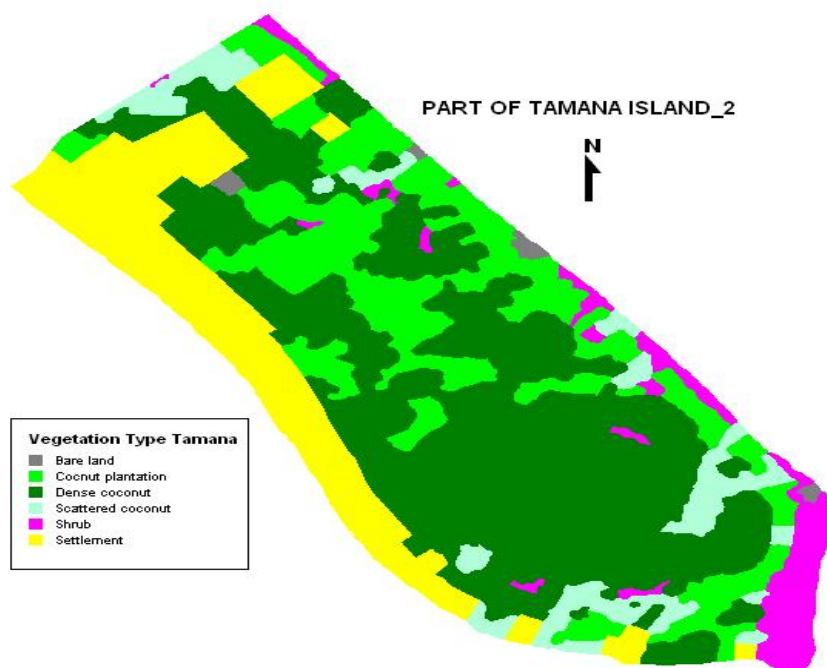 PART OF TAMANA ISLAND_2
N
Vegetation Type Tamana
Bare land
Cocnut plantation
Dense coconut
Scattered coconut
Shrub
Settlement